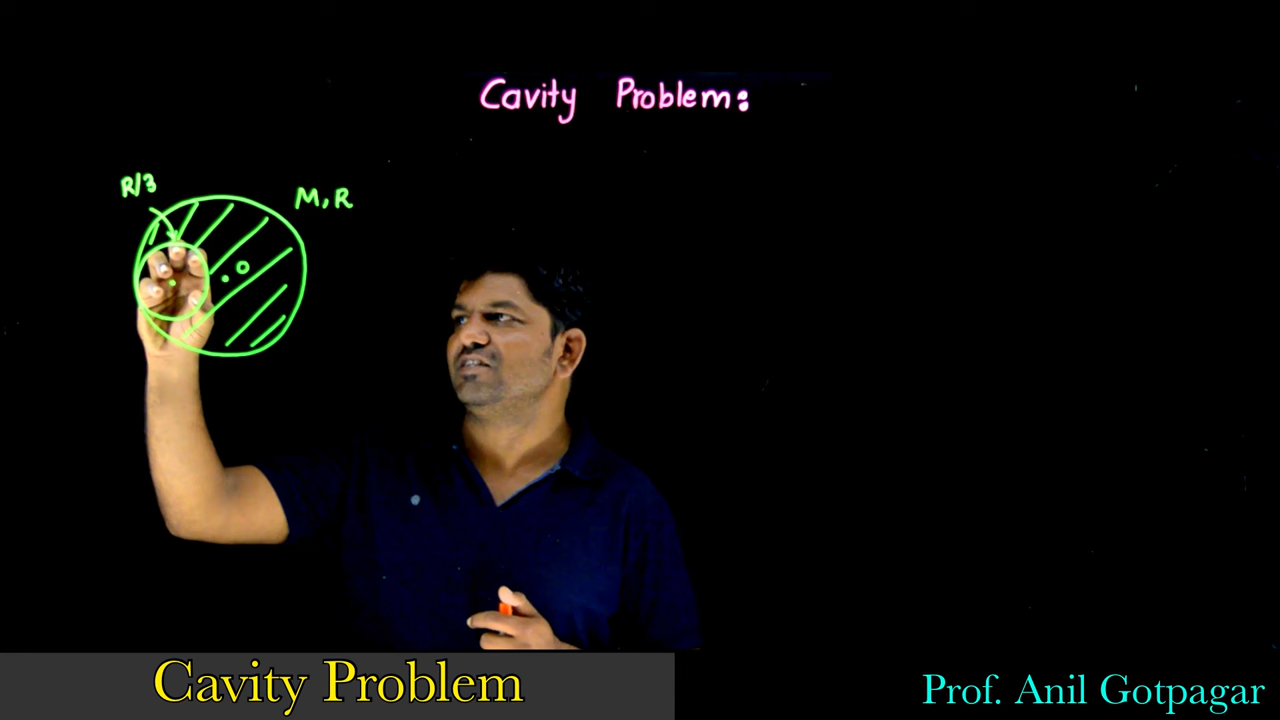 Cavity Problem:
R/3
M, R
O
Cavity Problem
Prof. Anil Gotpagar